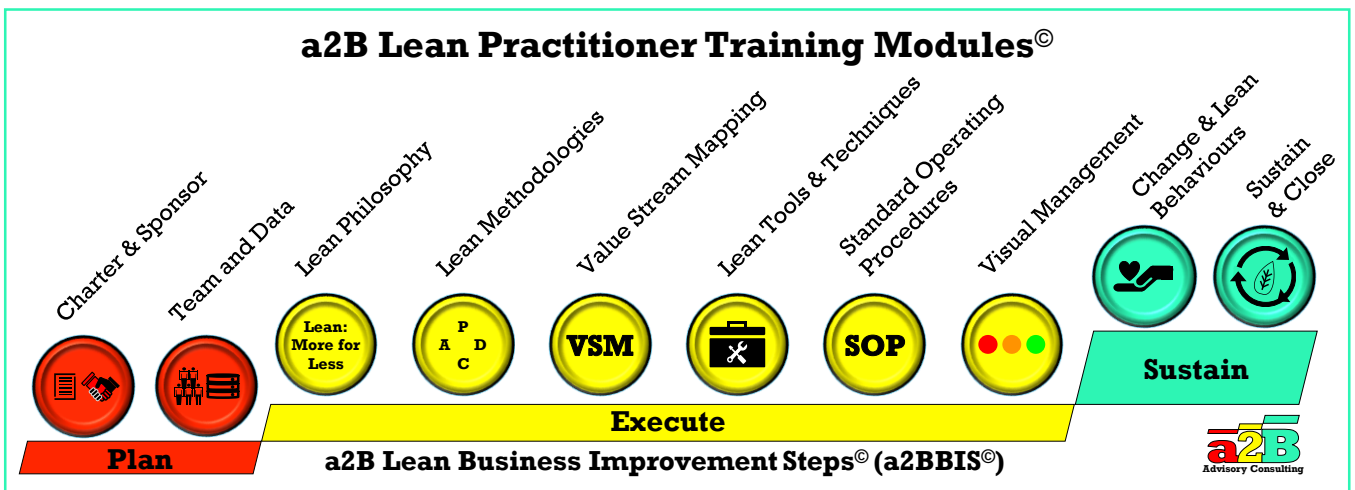 a2B Lean Practitioner Training Modules©
Charter & Sponsor
Team and Data
Lean Philosophy
Lean Methodologies
Value Stream Mapping
Lean Tools & Techniques
Standard Operating
Procedures
Visual Management
Change & Lean
Behaviours
Sustain
& Close
Lean:
More for
Less
P
A D
C
VSM
SOP
Sustain
Execute
Plan
a2B Lean Business Improvement Steps© (a2BBIS©)
a2B
Advisory Consulting